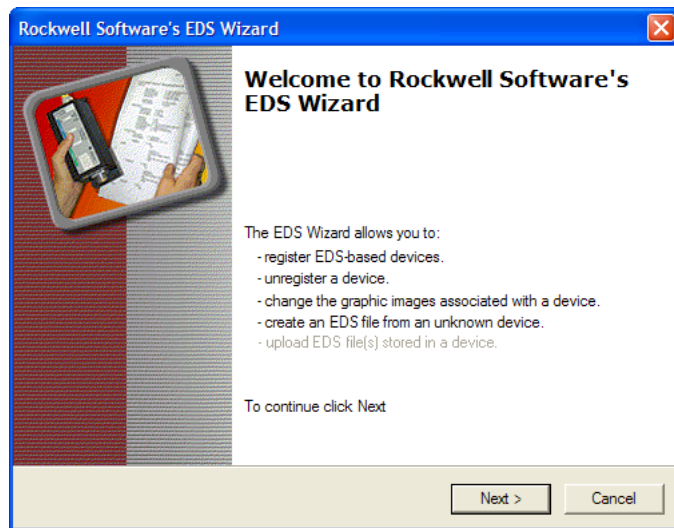 Rockwell Software's EDS Wizard
Welcome to Rockwell Software's
EDS Wizard
The EDS Wizard allows you to:
- register EDS-based devices.
- unregister a device.
- change the graphic images associated with a device.
- create an EDS file from an unknown device.
- upload EDS file(s) stored in a device.
To continue click Next
Next >
Cancel